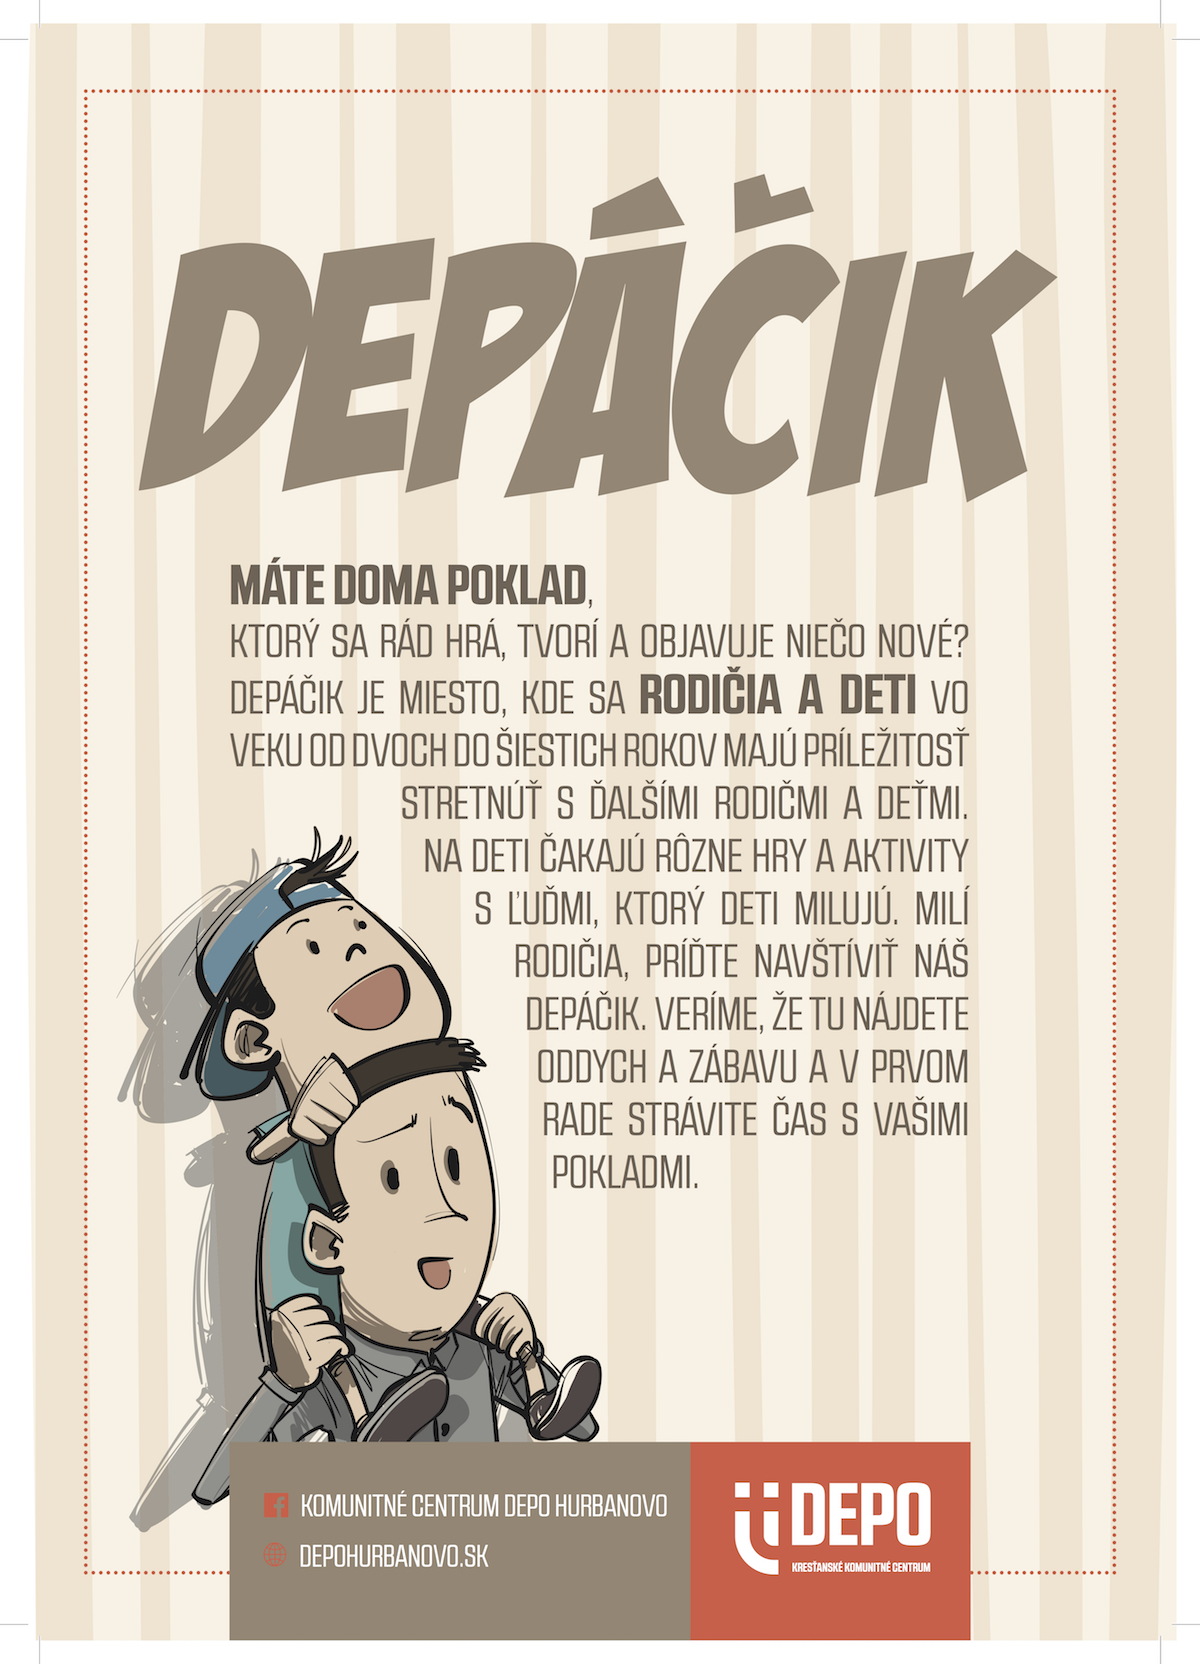 DEPÁČIK
MÁTE DOMA POKLAD,
KTORÝ SA RÁD HRÁ, TVORÍ A OBJAVUJE NIEČO NOVÉ?
DEPÁČIK JE MIESTO, KDE SA RODIČIA A DETI VO
VEKU OD DVOCH DO ŠIESTICH ROKOV MAJÚ PRÍLEŽITOSŤ
STRETNÚŤ S ĎALŠÍMI RODIČMI A DEŤMI.
NA DETI ČAKAJÚ RÔZNE HRY A AKTIVITY
S ĽUĎMI, KTORÝ DETI MILUJÚ. MILÍ
RODIČIA, PRÍĎTE NAVŠTÍVIŤ NÁŠ
DEPÁČIK. VERÍME, ŽE TU NÁJDETE
ODDYCH A ZÁBAVU A V PRVOM
RADE STRÁVITE ČAS S VAŠIMI
POKLADMI.
KOMUNITNÉ CENTRUM DEPO HURBANOVO
DEPOHURBANOVO.SK
DEPO
KRESŤANSKÉ KOMUNITNÉ CENTRUM